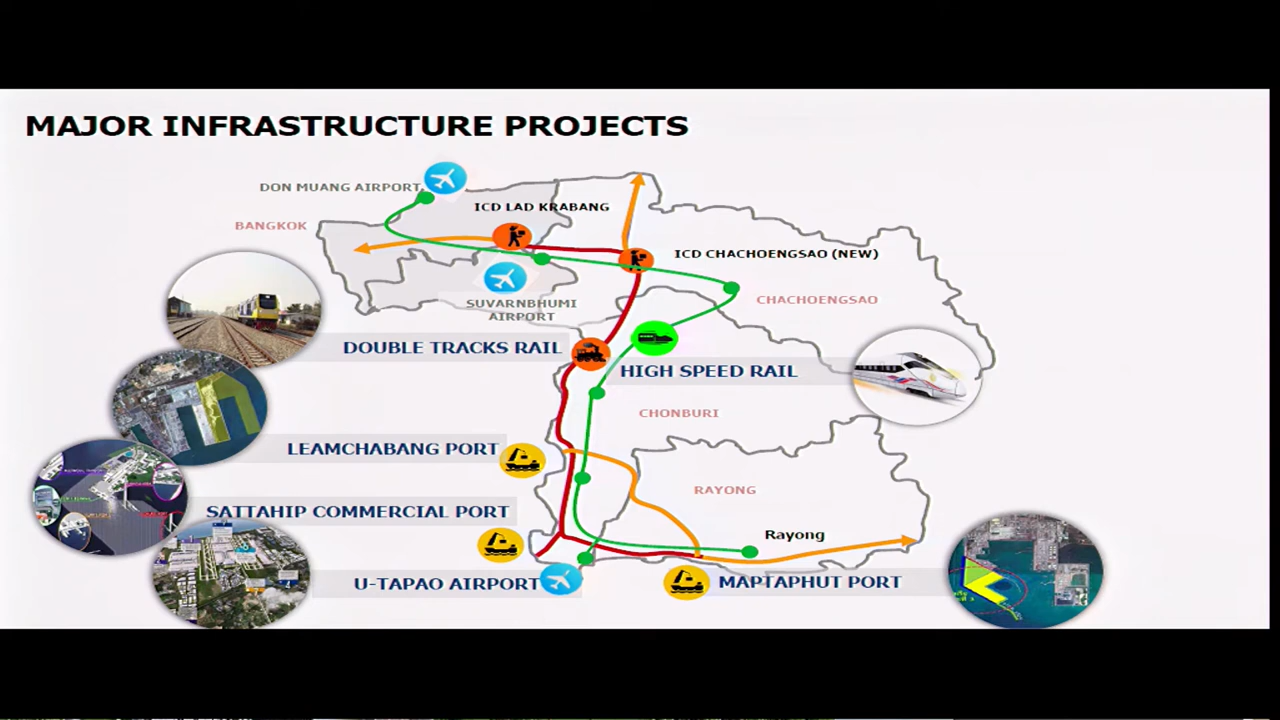 MAJOR INFRASTRUCTURE PROJECTS
DON MUANG AIRPORT
ICD LAD KRABANG
BANGKOK
ICD CHACHOENGSAO (NEW)
SUVARNBHUMI
AIRPORT
CHACHOENGSAO
DOUBLE TRACKS RAIL
HIGH SPEED RAIL
CHONBURI
LEAMCHABANG PORT
RAYONG
SATTAHIP COMMERCIAL PORT
Rayong
U-TAPAO AIRPORT
MAPTAPHUT PORT